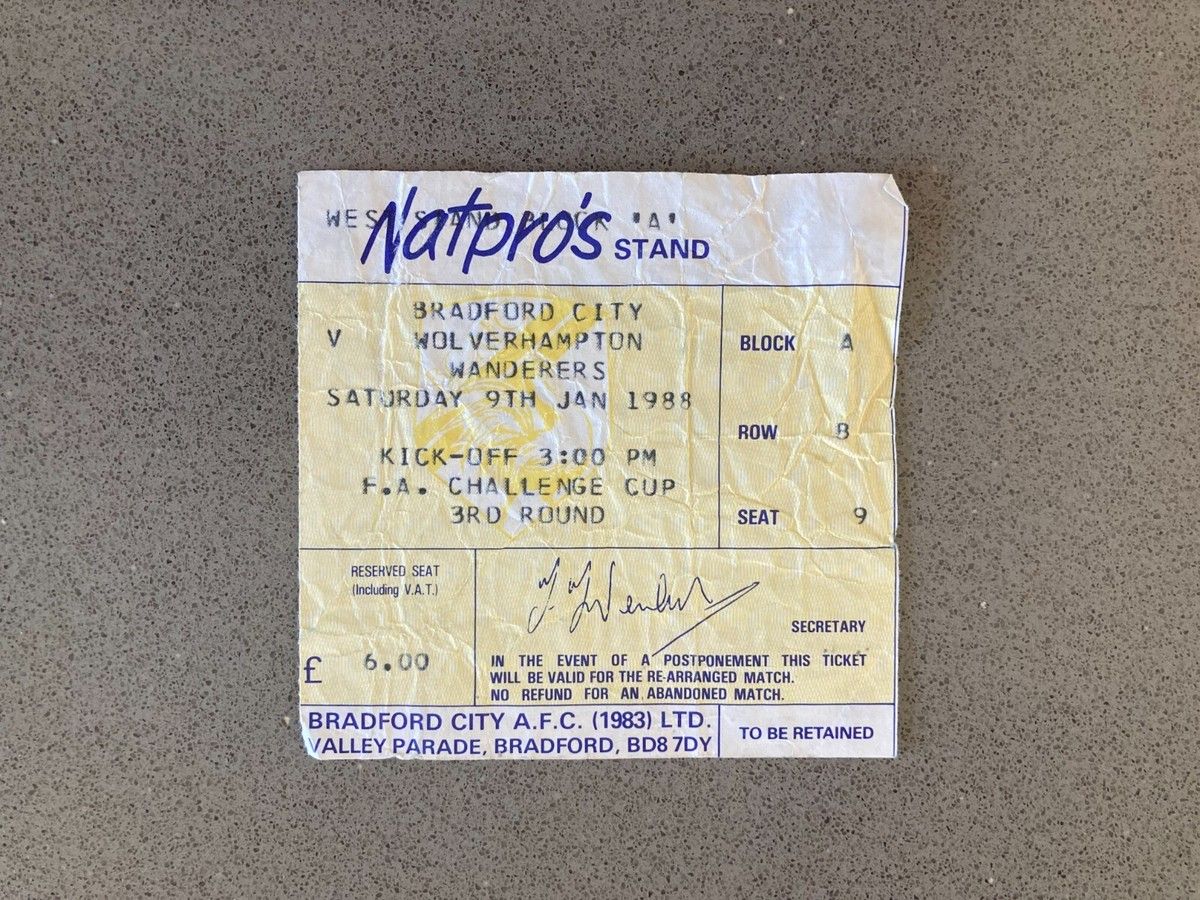 WEST STAND BLOCK 'A'
Natpro's STAND
BRADFORD CITY
V WOLVERHAMPTON
WANDERERS
SATURDAY 9TH JAN 1988
KICK-OFF 3:00 PM
F.A. CHALLENGE CUP
3RD ROUND
BLOCK A
ROW B
SEAT 9
RESERVED SEAT
(Including V.A.T.)
£ 6.00
SECRETARY
IN THE EVENT OF A POSTPONEMENT THIS TICKET
WILL BE VALID FOR THE RE-ARRANGED MATCH.
NO REFUND FOR AN ABANDONED MATCH.
BRADFORD CITY A.F.C. (1983) LTD.
VALLEY PARADE, BRADFORD, BD8 7DY
TO BE RETAINED